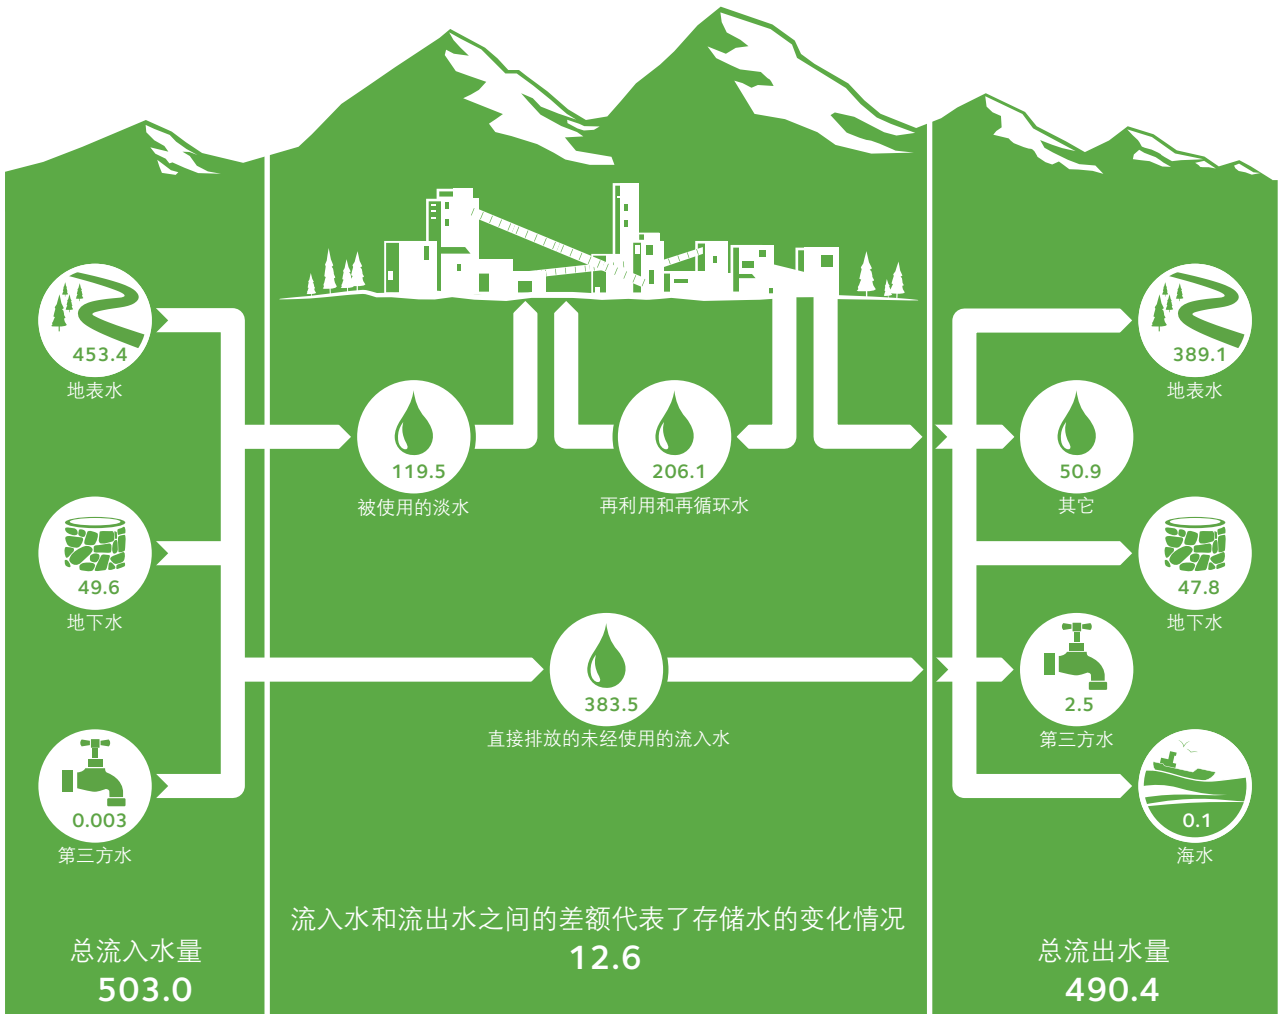 453.4
地表水
49.6
地下水
0.003
第三方水
总流入水量
503.0
119.5
被使用的淡水
206.1
再利用和再循环水
383.5
直接排放的未经使用的流入水
流入水和流出水之间的差额代表了存储水的变化情况
12.6
389.1
地表水
50.9
其它
47.8
地下水
2.5
第三方水
0.1
海水
总流出水量
490.4